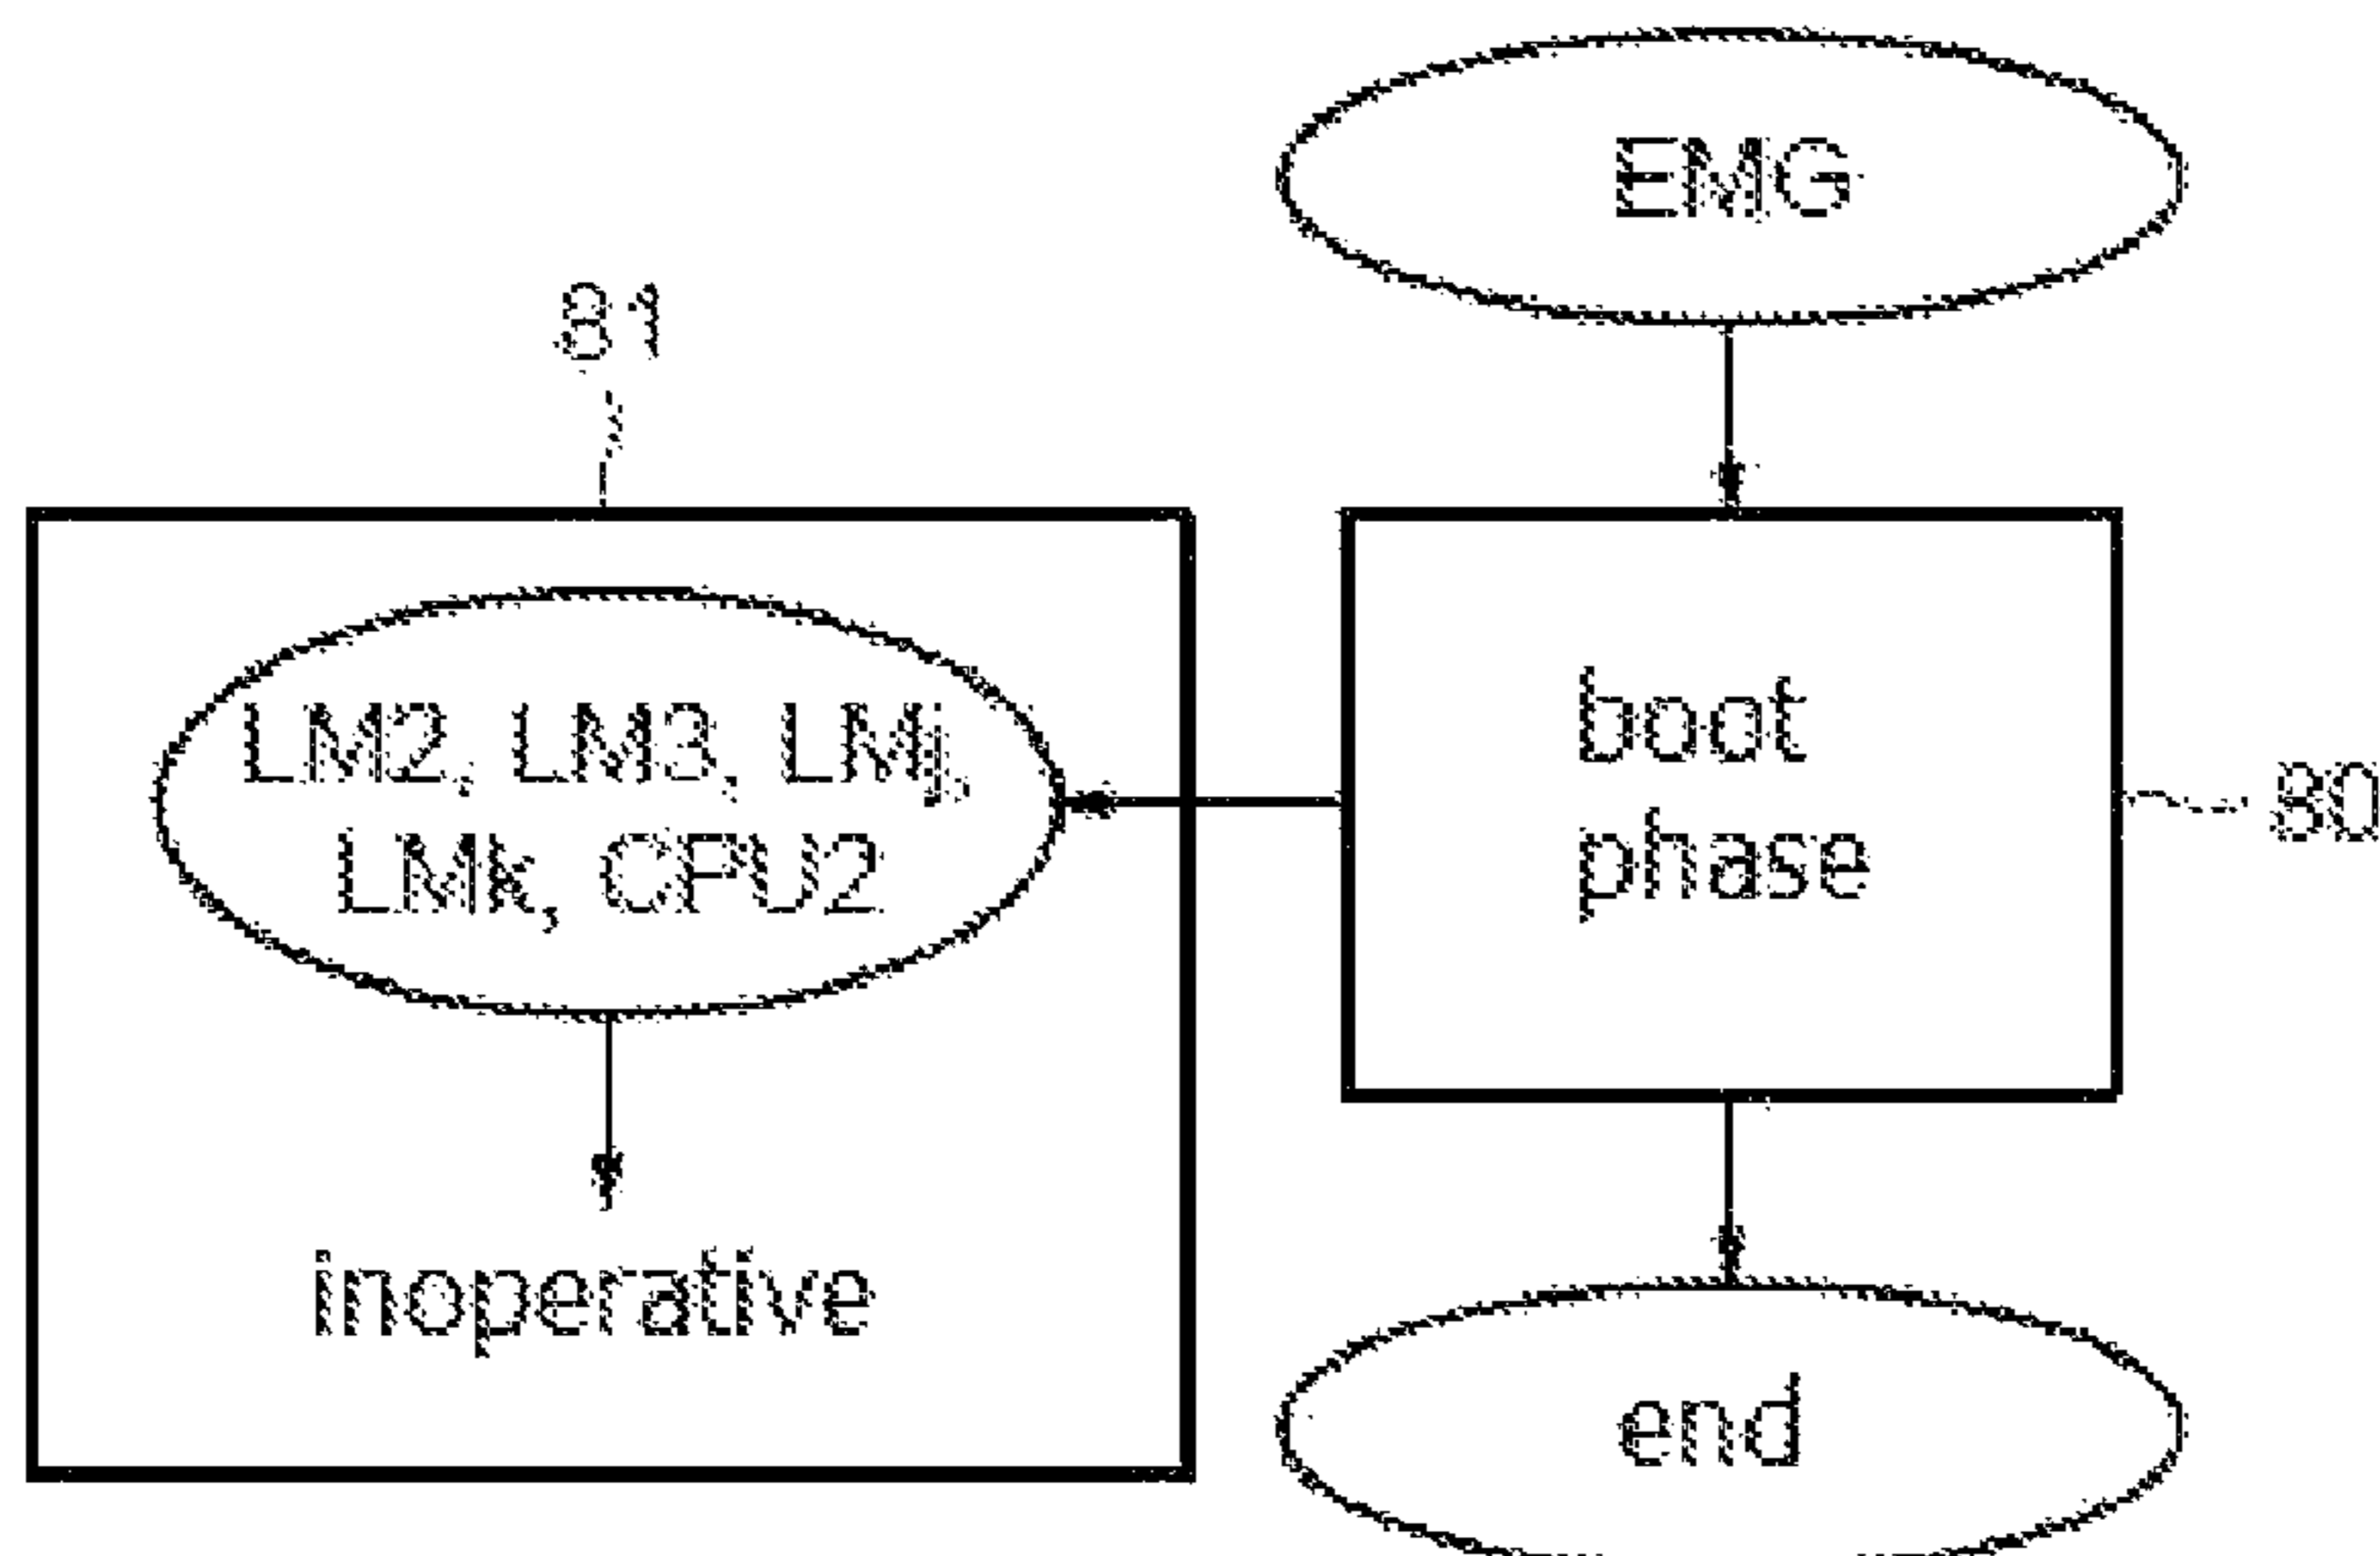 EMG
81
LM2, LM3, LMj,
LMk, CPU2
boot
phase
80
inoperative
end